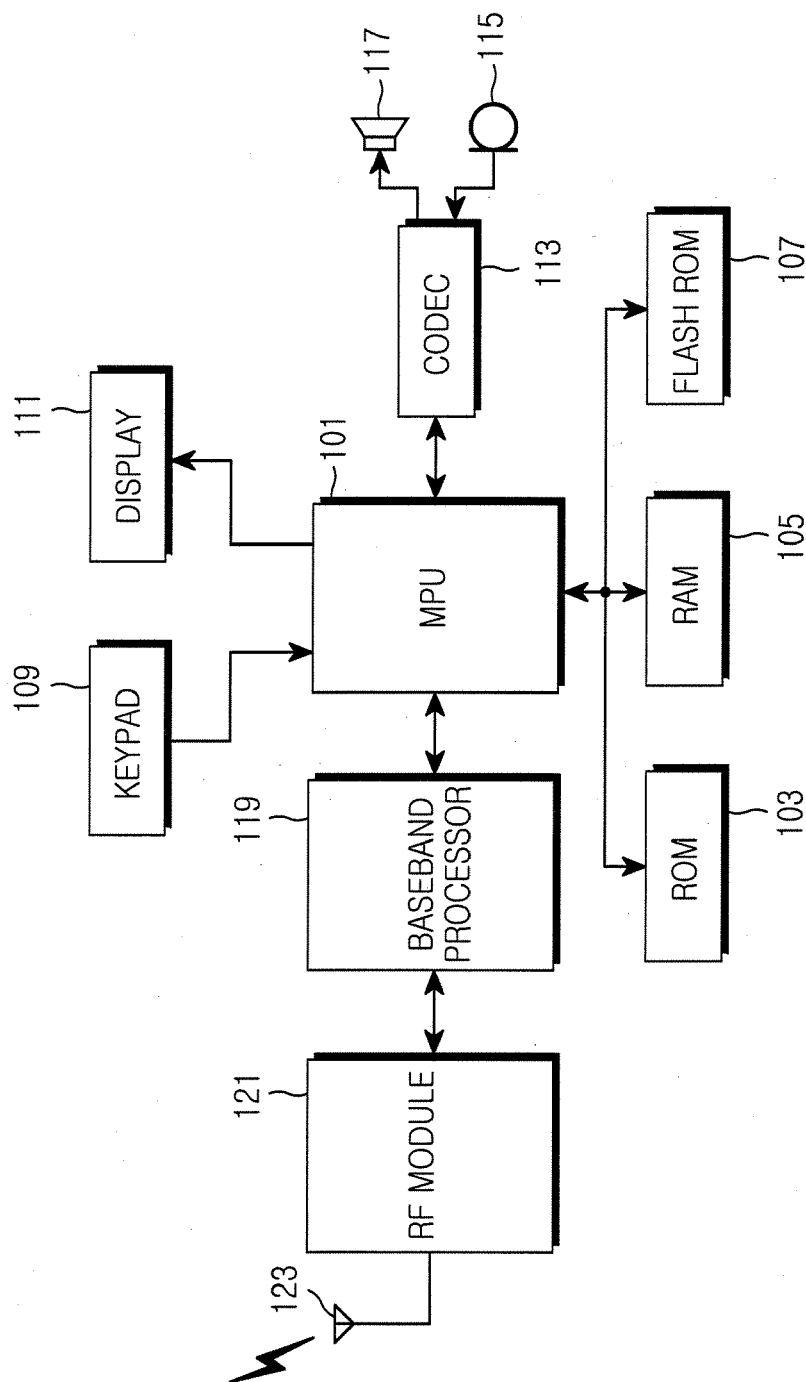 109
KEYPAD
111
DISPLAY
123
121
RF MODULE
119
BASEBAND
PROCESSOR
101
MPU
CODEC
113
117
115
ROM
103
RAM
105
FLASH ROM
107